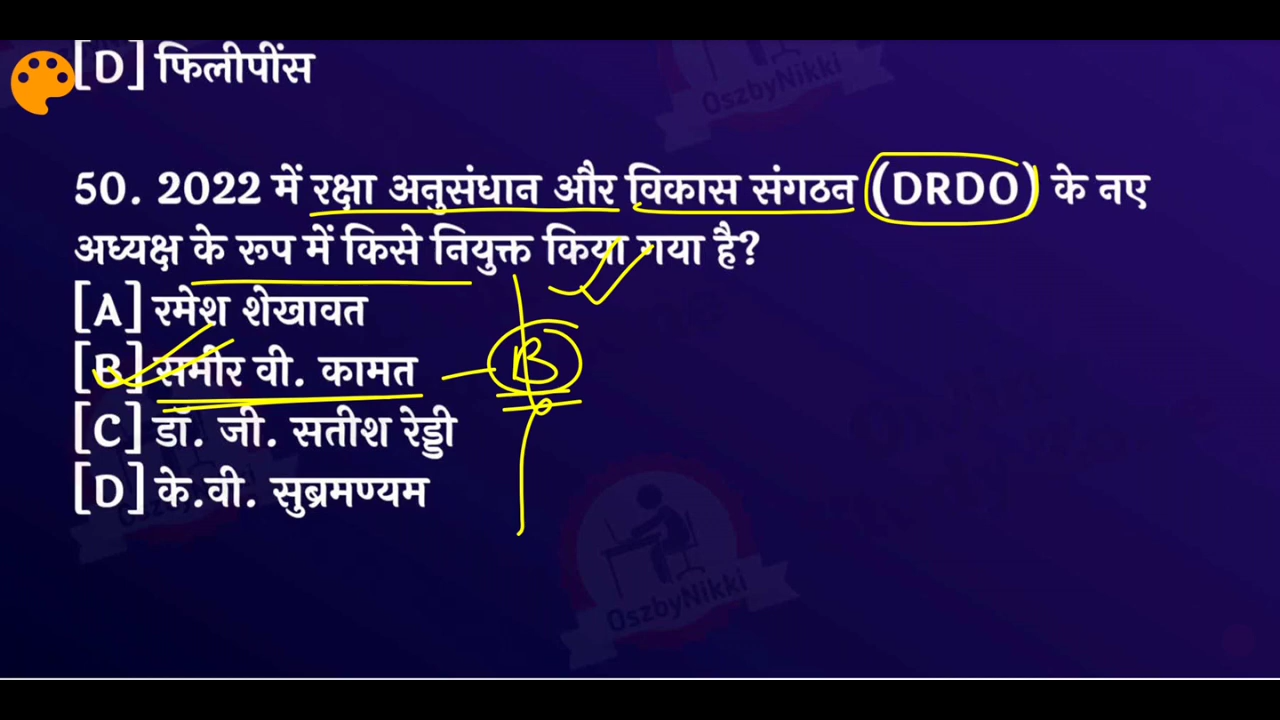 [D] फिलीपींस
OszbyNikki
50. 2022 में रक्षा अनुसंधान और विकास संगठन (DRDO) के नए
अध्यक्ष के रूप में किसे नियुक्त किया गया है?
[A] रमेश शेखावत
[B] समीर वी. कामत
B
[C] डॉ. जी. सतीश रेड्डी
[D] के.वी. सुब्रमण्यम
OszbyNikki